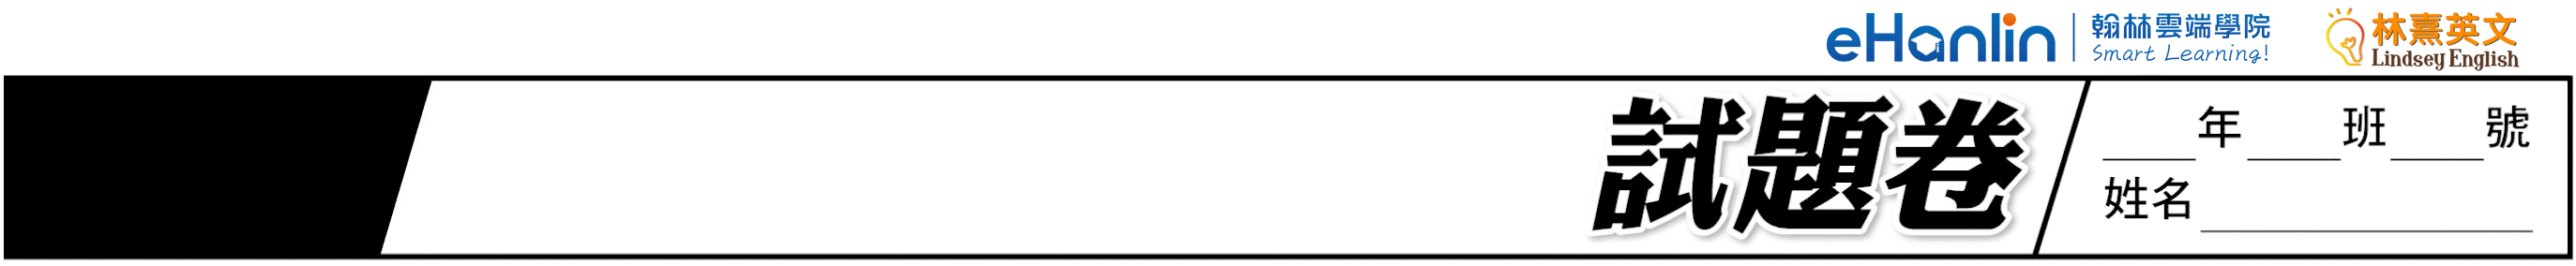 eHanlin 翰林雲端學院
Smart Learning!
林熹英文
Lindsey English
試題卷
年 班 號
姓名